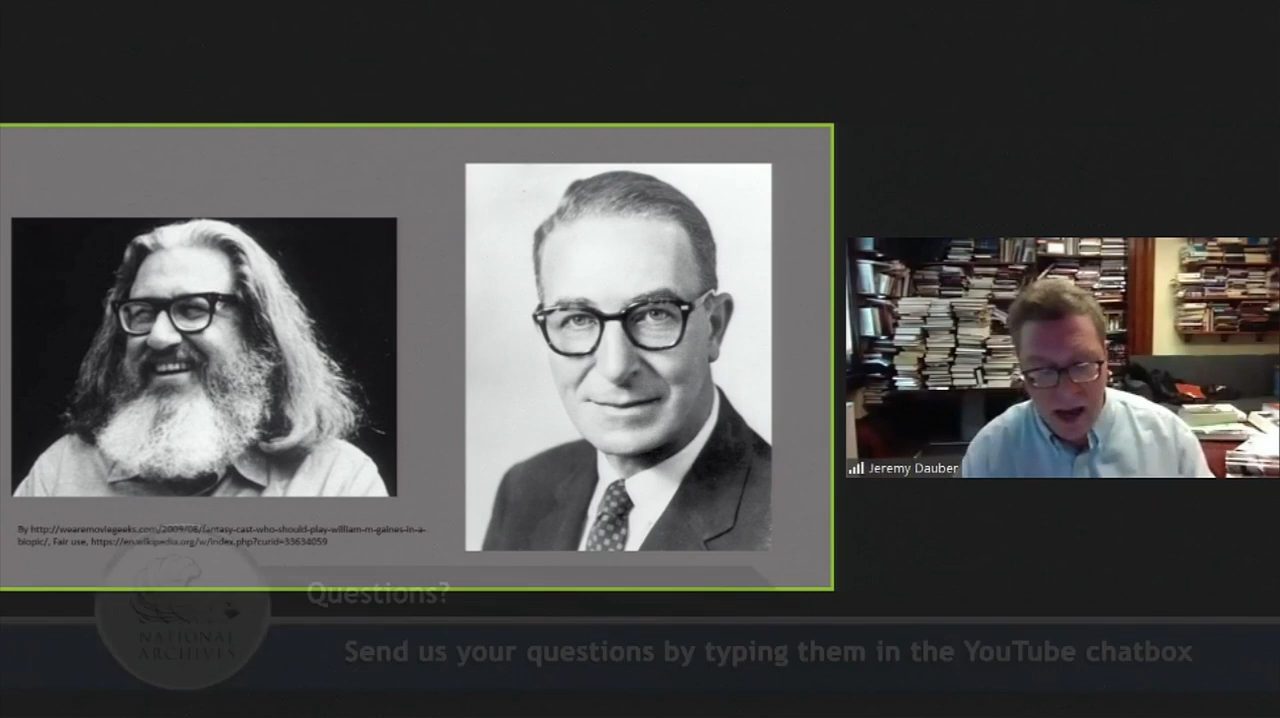 By http://wearemoviegeeks.com/2009/08/fantasy-cast-who-should-play-william-m-gaines-in-a-
biopic/, Fair use, https://en.wikipedia.org/w/index.php?curid=33634059
Jeremy Dauber
Questions?
NATIONAL
ARCHIVES
Send us your questions by typing them in the YouTube chatbox